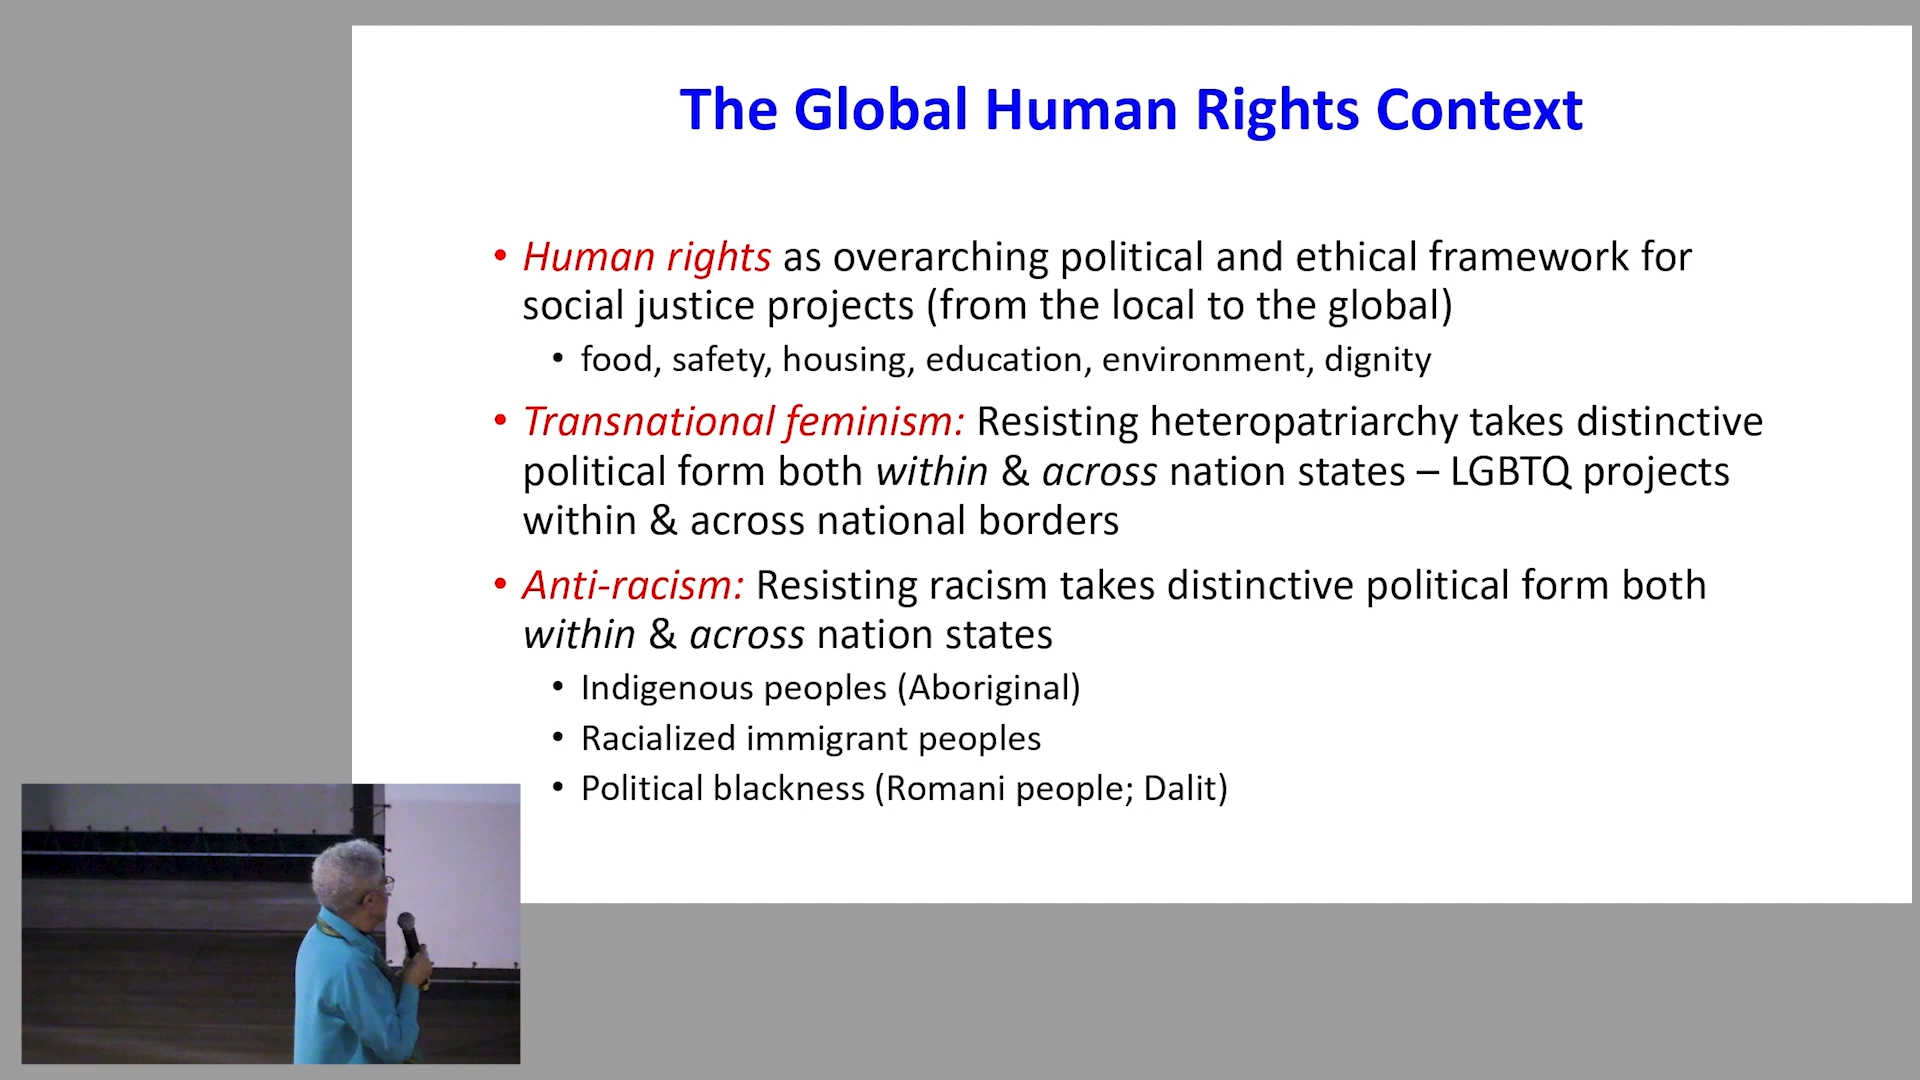 The Global Human Rights Context
• Human rights as overarching political and ethical framework for
social justice projects (from the local to the global)
• food, safety, housing, education, environment, dignity
• Transnational feminism: Resisting heteropatriarchy takes distinctive
political form both within & across nation states – LGBTQ projects
within & across national borders
• Anti-racism: Resisting racism takes distinctive political form both
within & across nation states
• Indigenous peoples (Aboriginal)
• Racialized immigrant peoples
• Political blackness (Romani people; Dalit)